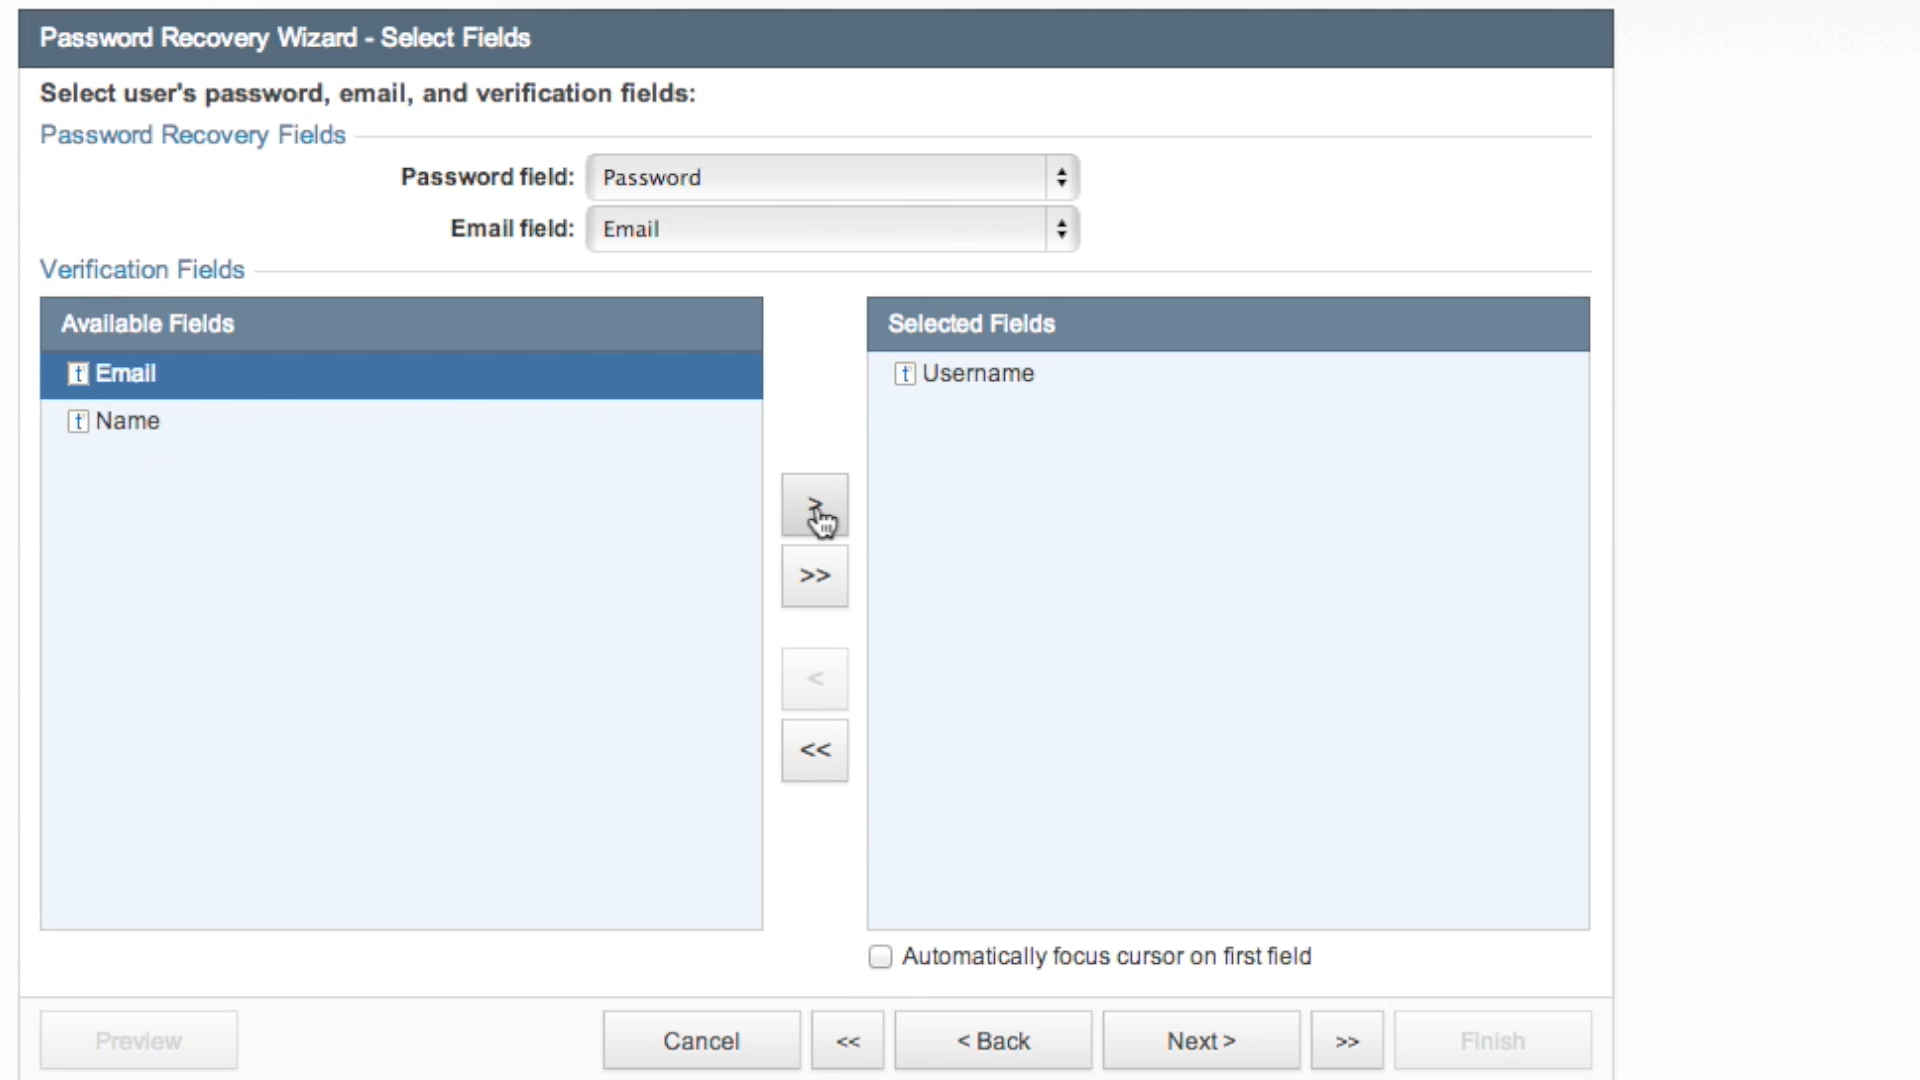 Password Recovery Wizard - Select Fields
Select user's password, email, and verification fields:
Password Recovery Fields
Password field: Password
Email field: Email
Verification Fields
Available Fields
t Email
t Name
>
>>
<
<<
Selected Fields
t Username
Automatically focus cursor on first field
Preview Cancel << < Back Next > >> Finish